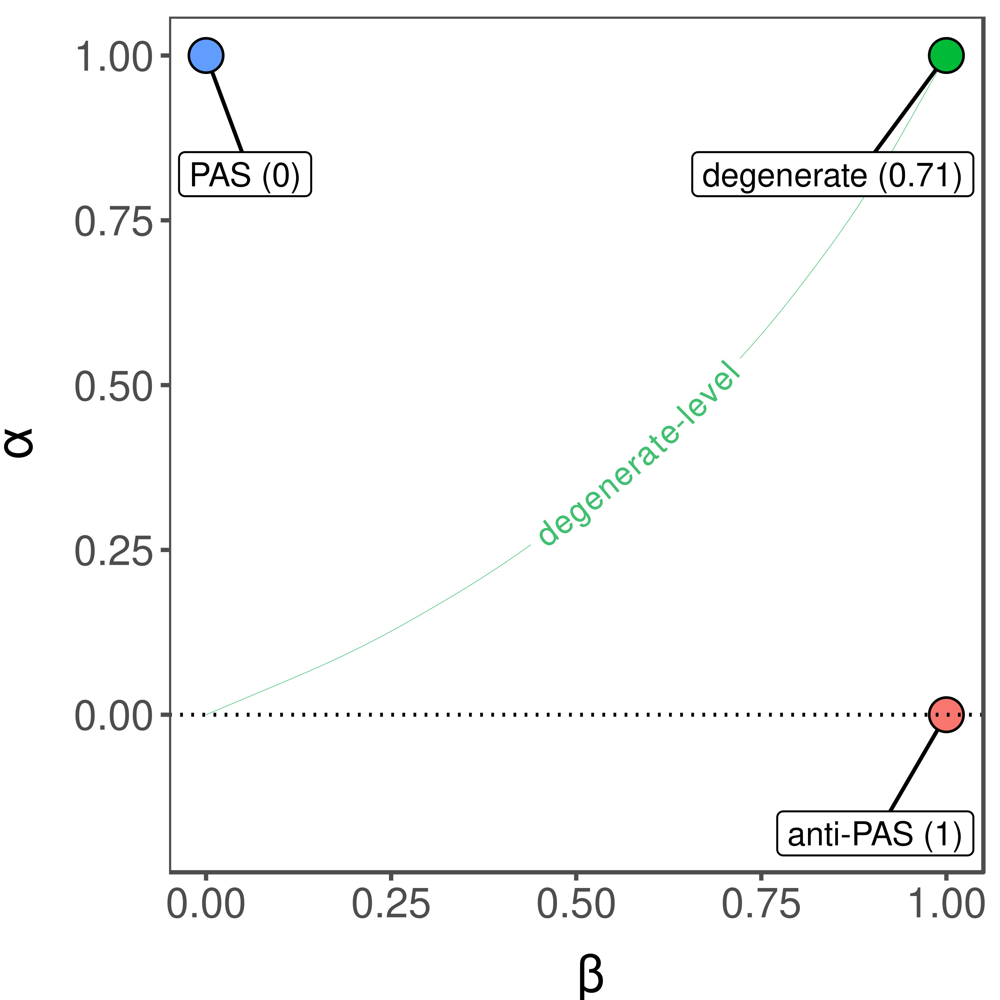 1.00
0.75
0.50
0.25
0.00
α
PAS (0)
degenerate (0.71)
degenerate-level
anti-PAS (1)
0.00 0.25 0.50 0.75 1.00
β